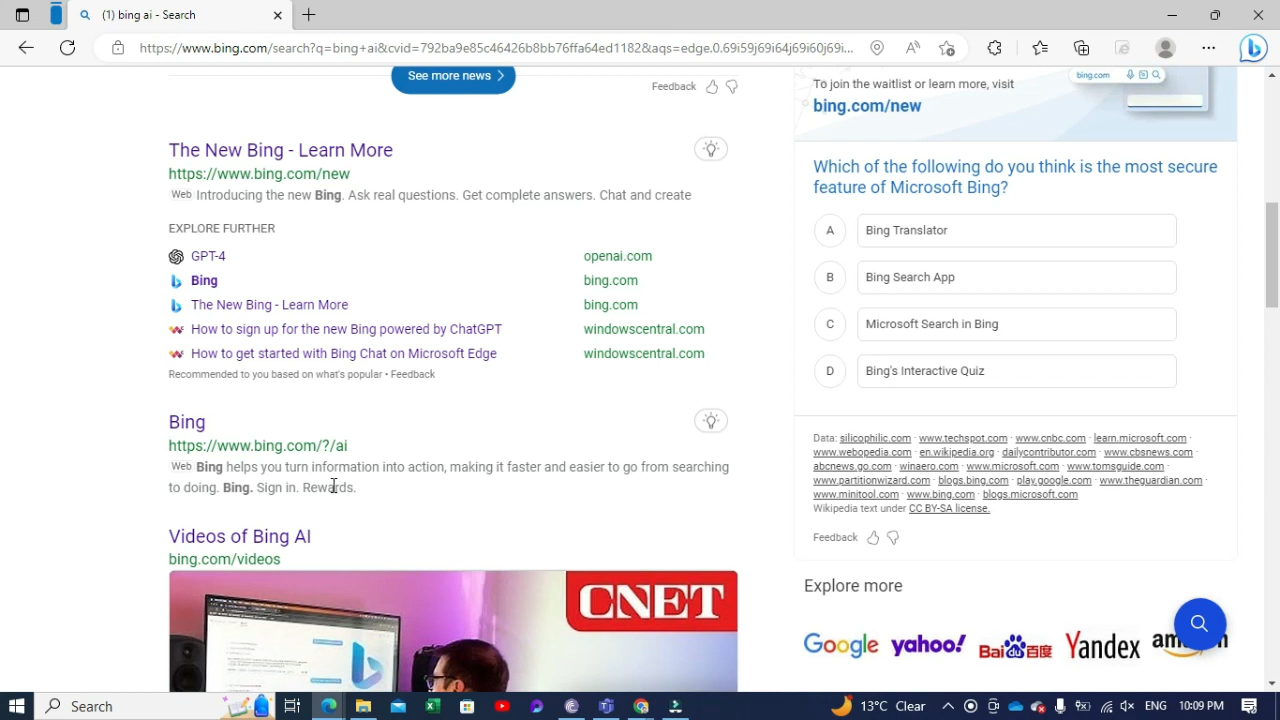 (1) bing ai - Search
https://www.bing.com/search?q=bing+ai&cvid=792ba9e85c46426b8bb76ffa64ed1182&aqs=edge.0.69i59j69i64j69i60j69i...
See more news
Feedback
The New Bing - Learn More
https://www.bing.com/new
Web Introducing the new Bing. Ask real questions. Get complete answers. Chat and create
EXPLORE FURTHER
GPT-4 openai.com
Bing bing.com
The New Bing - Learn More bing.com
How to sign up for the new Bing powered by ChatGPT windowscentral.com
How to get started with Bing Chat on Microsoft Edge windowscentral.com
Recommended to you based on what's popular • Feedback
Bing
https://www.bing.com/?/ai
Web Bing helps you turn information into action, making it faster and easier to go from searching
to doing. Bing. Sign in. Rewards.
Videos of Bing AI
bing.com/videos
CNET
bing.com
To join the waitlist or learn more, visit
bing.com/new
Which of the following do you think is the most secure
feature of Microsoft Bing?
A Bing Translator
B Bing Search App
C Microsoft Search in Bing
D Bing's Interactive Quiz
Data: silicophilic.com · www.techspot.com · www.cnbc.com · learn.microsoft.com ·
www.webopedia.com · en.wikipedia.org · dailycontributor.com · www.cbsnews.com ·
abcnews.go.com · winaero.com · www.microsoft.com · www.tomsguide.com ·
www.partitionwizard.com · blogs.bing.com · play.google.com · www.theguardian.com ·
www.minitool.com · www.bing.com · blogs.microsoft.com
Wikipedia text under CC BY-SA license.
Feedback
Explore more
Google yahoo! Bai du 百度 Yandex amazon
Search
13°C Clear
10:09 PM